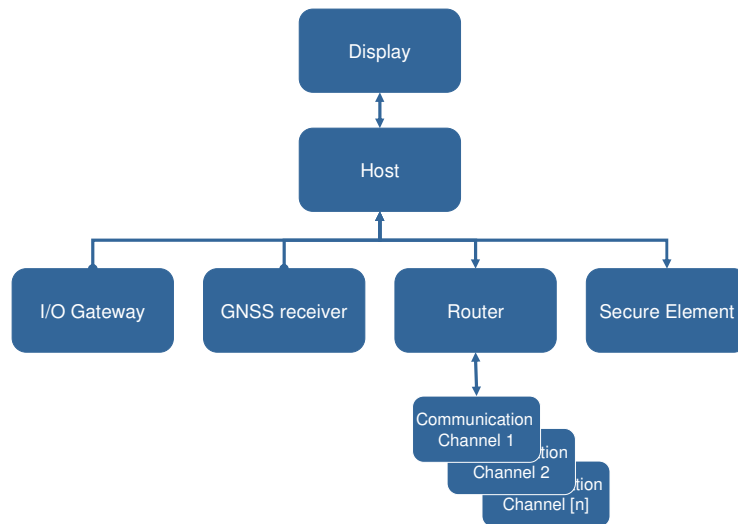 Display
Host
I/O Gateway
GNSS receiver
Router
Secure Element
Communication
Channel 1
Channel 2
Channel [n]